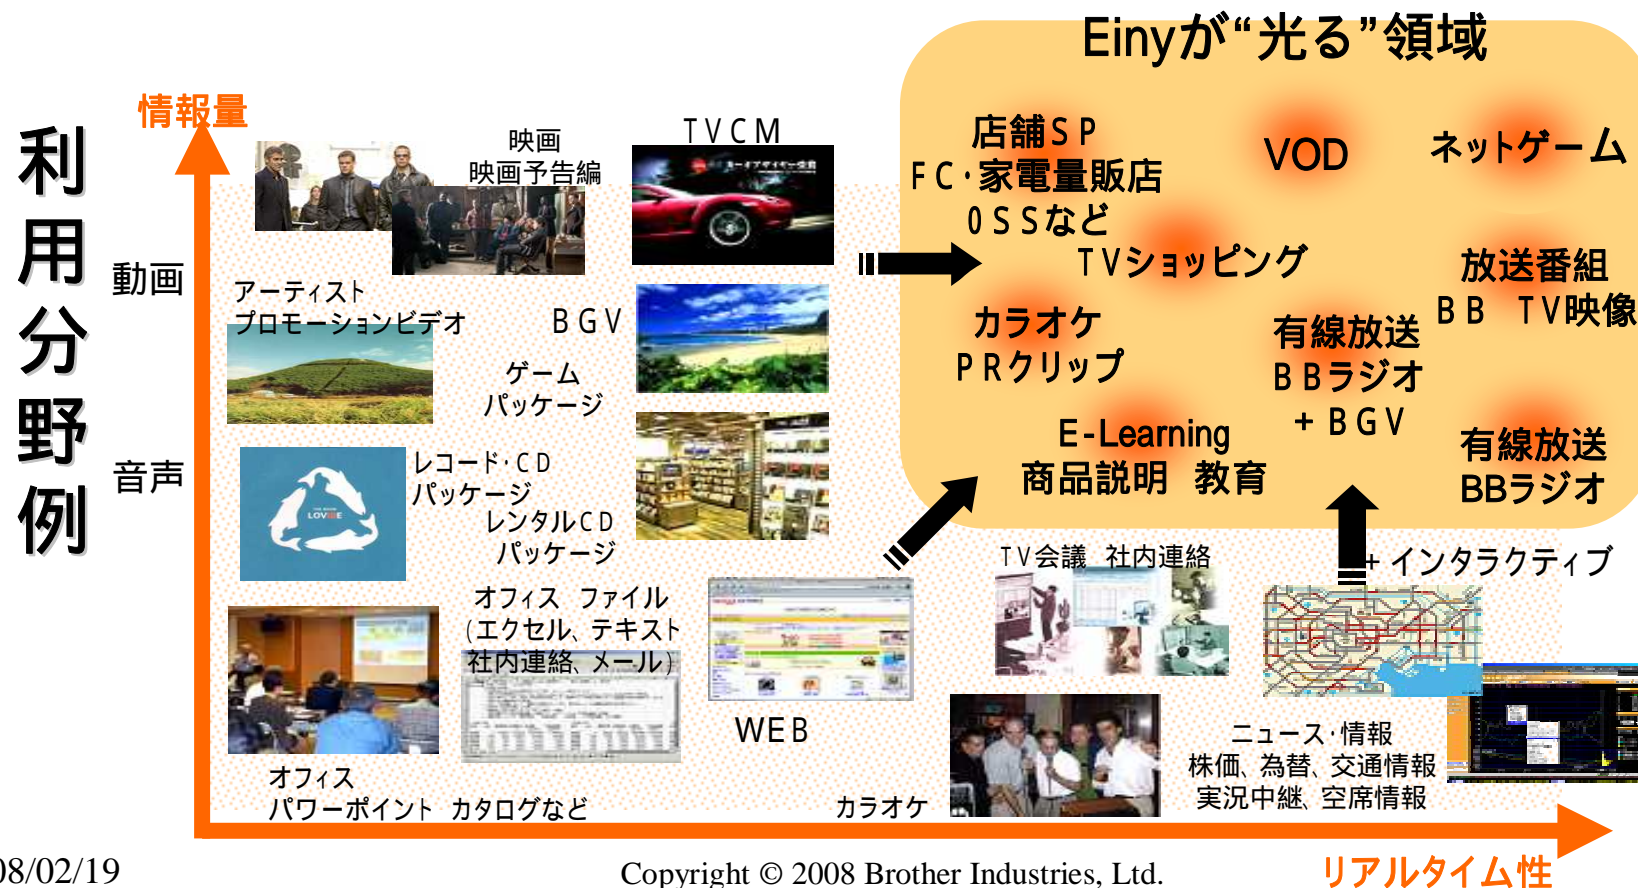 Einyが“光る”領域
利用分野例
情報量
動画
音声
映画
映画予告編
TVCM
アーティスト
プロモーションビデオ
BGV
ゲーム
パッケージ
レコード・CD
パッケージ
レンタルCD
パッケージ
オフィス ファイル
(エクセル、テキスト
社内連絡、メール)
オフィス
パワーポイント カタログなど
WEB
カラオケ
TV会議 社内連絡
+ インタラクティブ
ニュース・情報
株価、為替、交通情報
実況中継、空席情報
店舗SP
FC・家電量販店
OSSなど
VOD
ネットゲーム
TVショッピング
放送番組
BB TV映像
カラオケ
PRクリップ
有線放送
BBラジオ
+BGV
E-Learning
商品説明 教育
有線放送
BBラジオ
リアルタイム性
08/02/19
Copyright © 2008 Brother Industries, Ltd.